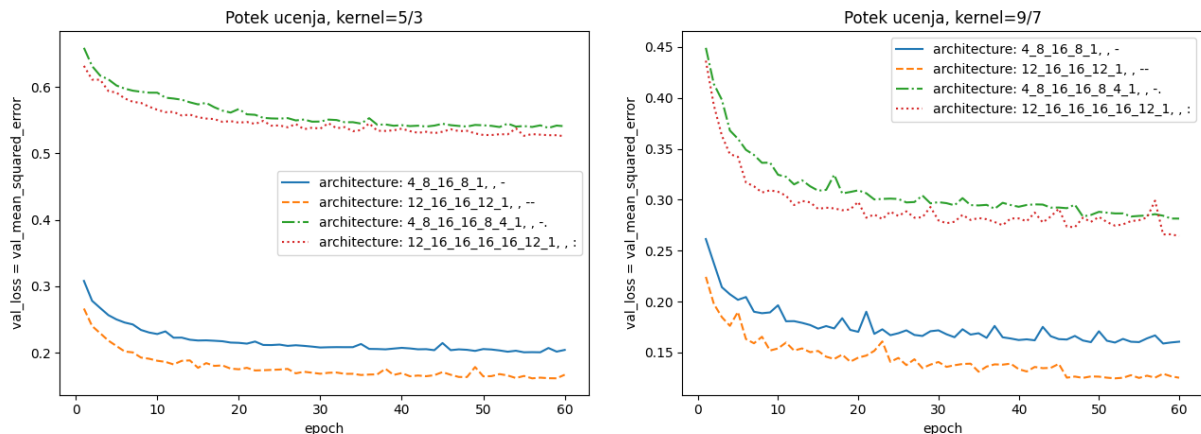 Potek ucenja, kernel=5/3
val_loss = val_mean_squared_error
0.6
0.5
0.4
0.3
0.2
architecture: 4_8_16_8_1, , -
architecture: 12_16_16_12_1, , --
architecture: 4_8_16_16_8_4_1, , -.
architecture: 12_16_16_16_16_12_1, , :
0 10 20 30 40 50 60
epoch
Potek ucenja, kernel=9/7
val_loss = val_mean_squared_error
0.45
0.40
0.35
0.30
0.25
0.20
0.15
architecture: 4_8_16_8_1, , -
architecture: 12_16_16_12_1, , --
architecture: 4_8_16_16_8_4_1, , -.
architecture: 12_16_16_16_16_12_1, , :
0 10 20 30 40 50 60
epoch